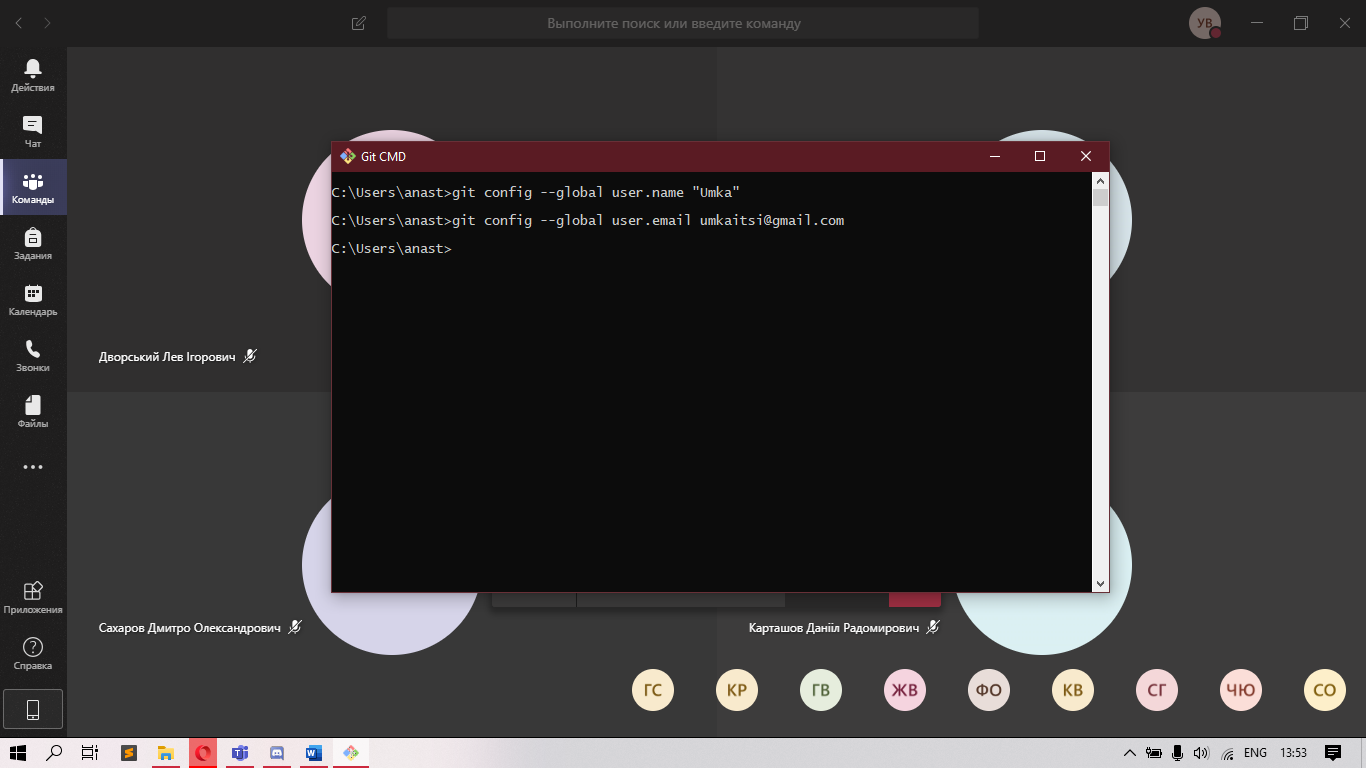 Выполните поиск или введите команду
УВ
Действия
Чат
Команды
Задания
Календарь
Звонки
Файлы
Приложения
Справка
Git CMD
C:\Users\anast>git config --global user.name "Umka"
C:\Users\anast>git config --global user.email umkaitsi@gmail.com
C:\Users\anast>
Дворський Лев Ігорович
Сахаров Дмитро Олександрович
Карташов Данііл Радомирович
ГС
КР
ГВ
ЖВ
ФО
КВ
СГ
ЧЮ
СО
ENG
13:53